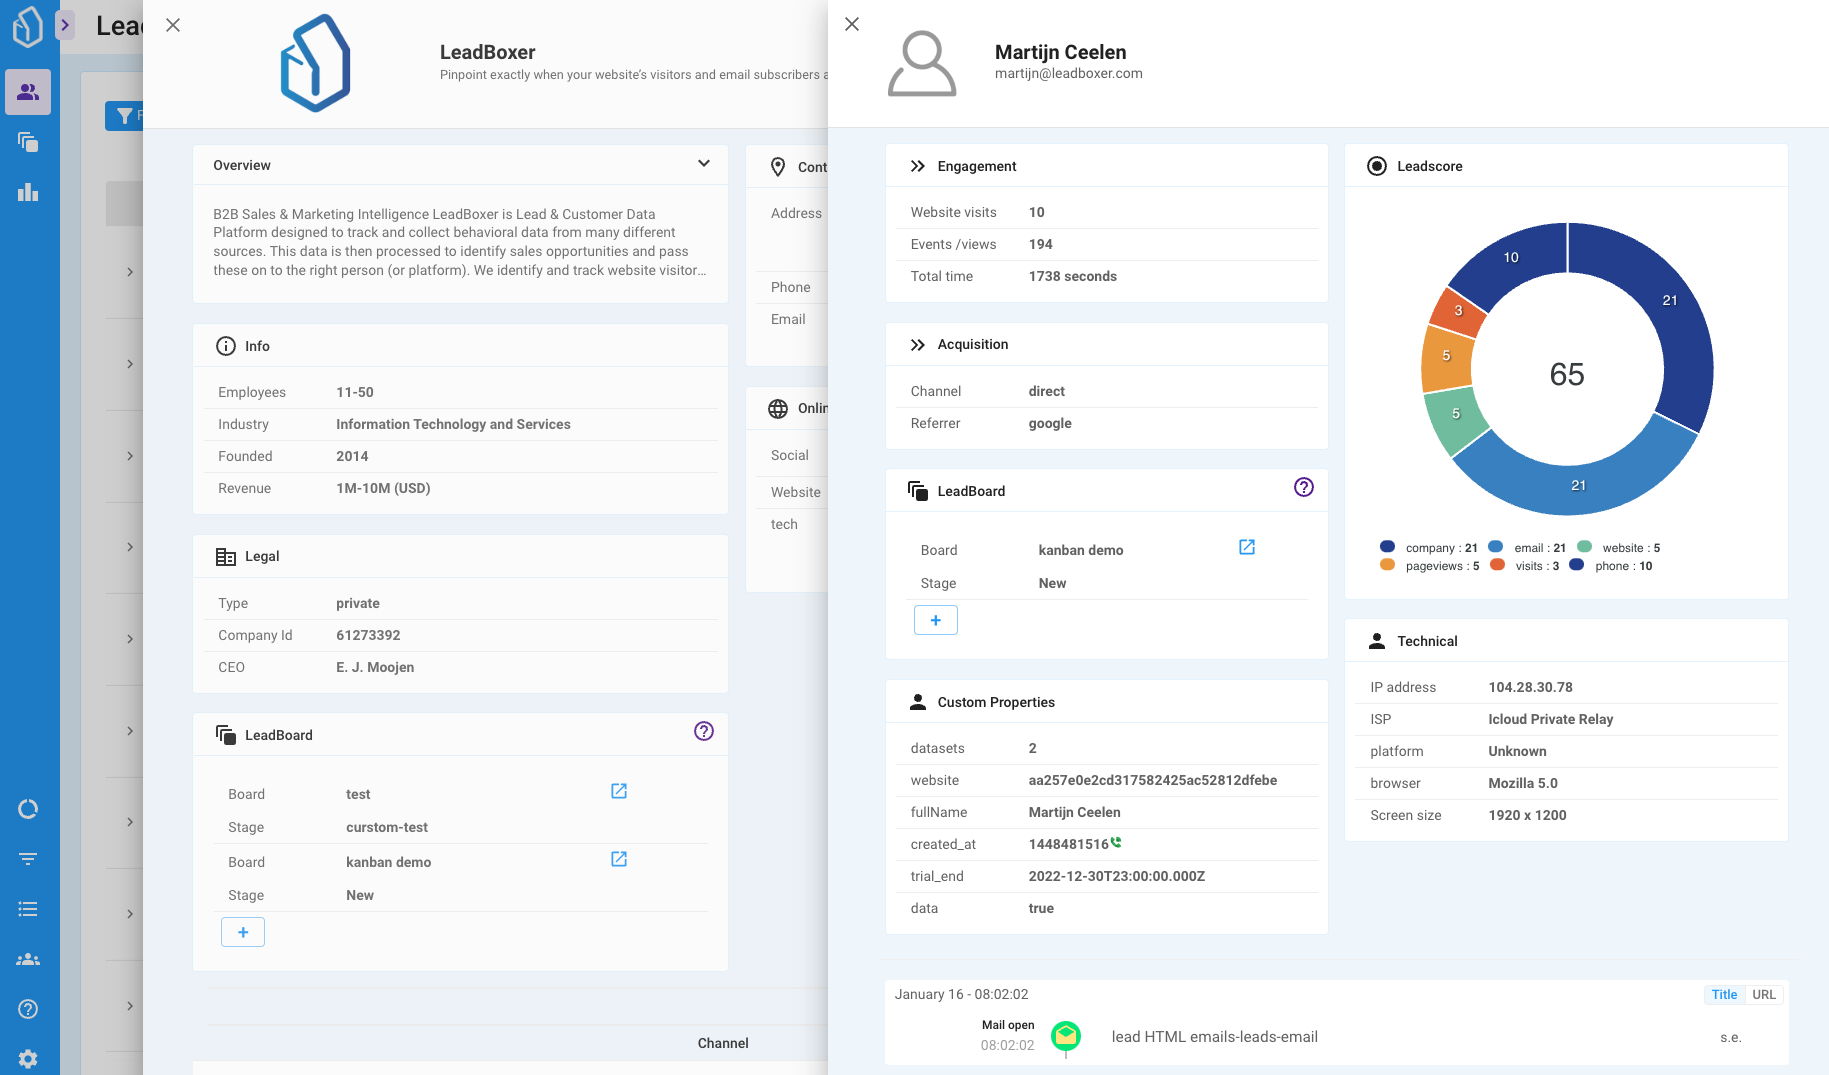 Lea
LeadBoxer
Pinpoint exactly when your website's visitors and email subscribers a
Overview
B2B Sales & Marketing Intelligence LeadBoxer is Lead & Customer Data
Platform designed to track and collect behavioral data from many different
sources. This data is then processed to identify sales opportunities and pass
these on to the right person (or platform). We identify and track website visitor...
Info
Employees 11-50
Industry Information Technology and Services
Founded 2014
Revenue 1M-10M (USD)
Legal
Type private
Company Id 61273392
CEO E. J. Moojen
LeadBoard
Board test
Stage curstom-test
Board kanban demo
Stage New
+
Channel
Cont
Address
Phone
Email
Onlin
Social
Website
tech
Martijn Ceelen
martijn@leadboxer.com
Engagement
Website visits 10
Events /views 194
Total time 1738 seconds
Acquisition
Channel direct
Referrer google
LeadBoard
Board kanban demo
Stage New
+
Custom Properties
datasets 2
website aa257e0e2cd317582425ac52812dfebe
fullName Martijn Ceelen
created_at 1448481516
trial_end 2022-12-30T23:00:00.000Z
data true
Leadscore
10
21
3
5
65
5
21
company : 21 email : 21 website : 5
pageviews : 5 visits : 3 phone : 10
Technical
IP address 104.28.30.78
ISP Icloud Private Relay
platform Unknown
browser Mozilla 5.0
Screen size 1920 x 1200
January 16 - 08:02:02
Title URL
Mail open
08:02:02
lead HTML emails-leads-email
s.e.